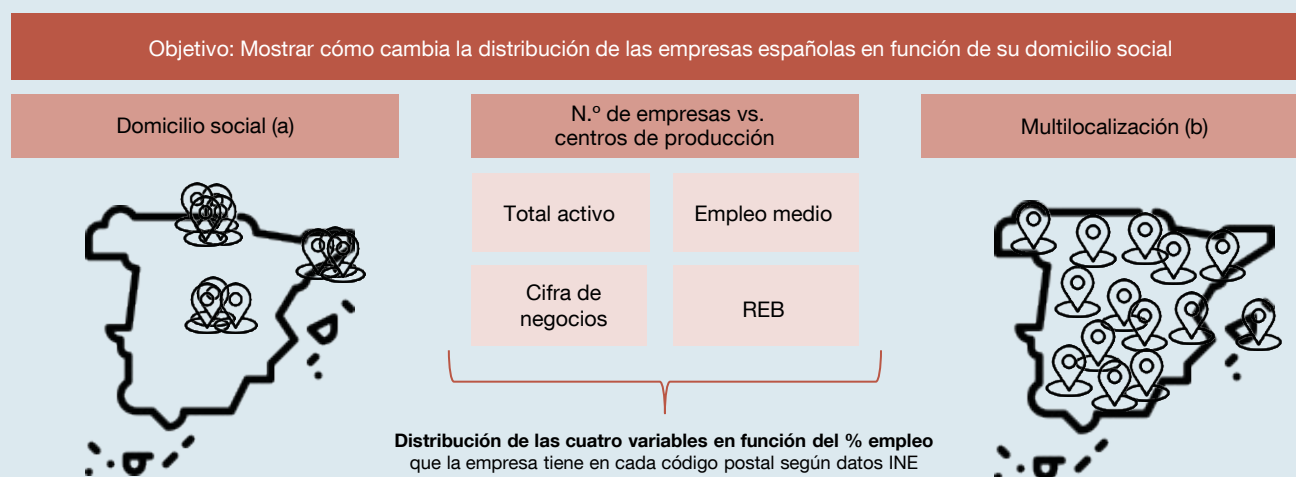 Objetivo: Mostrar cómo cambia la distribución de las empresas españolas en función de su domicilio social
Domicilio social (a)
N.º de empresas vs.
centros de producción
Multilocalización (b)
Total activo
Empleo medio
Cifra de
negocios
REB
Distribución de las cuatro variables en función del % empleo
que la empresa tiene en cada código postal según datos INE